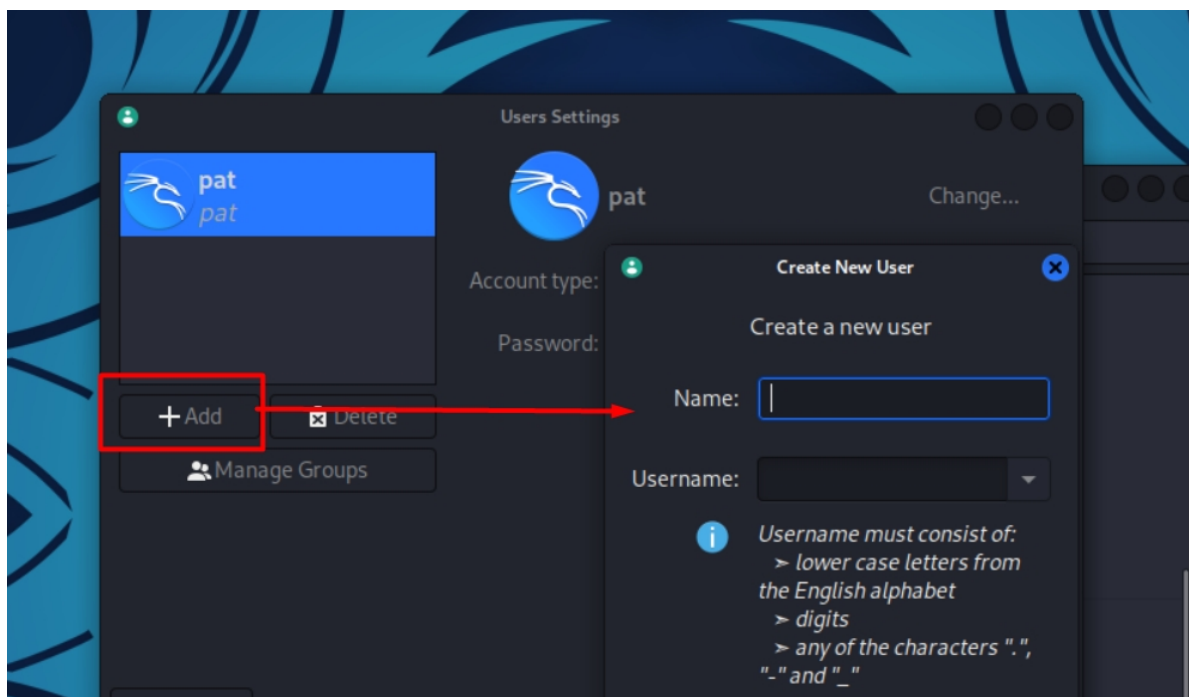 Users Settings
pat
pat
pat
Change...
Account type:
Password:
+ Add
Delete
Manage Groups
Create New User
Create a new user
Name:
Username:
Username must consist of:
➣ lower case letters from
the English alphabet
➣ digits
➣ any of the characters ".",
"-" and "_"